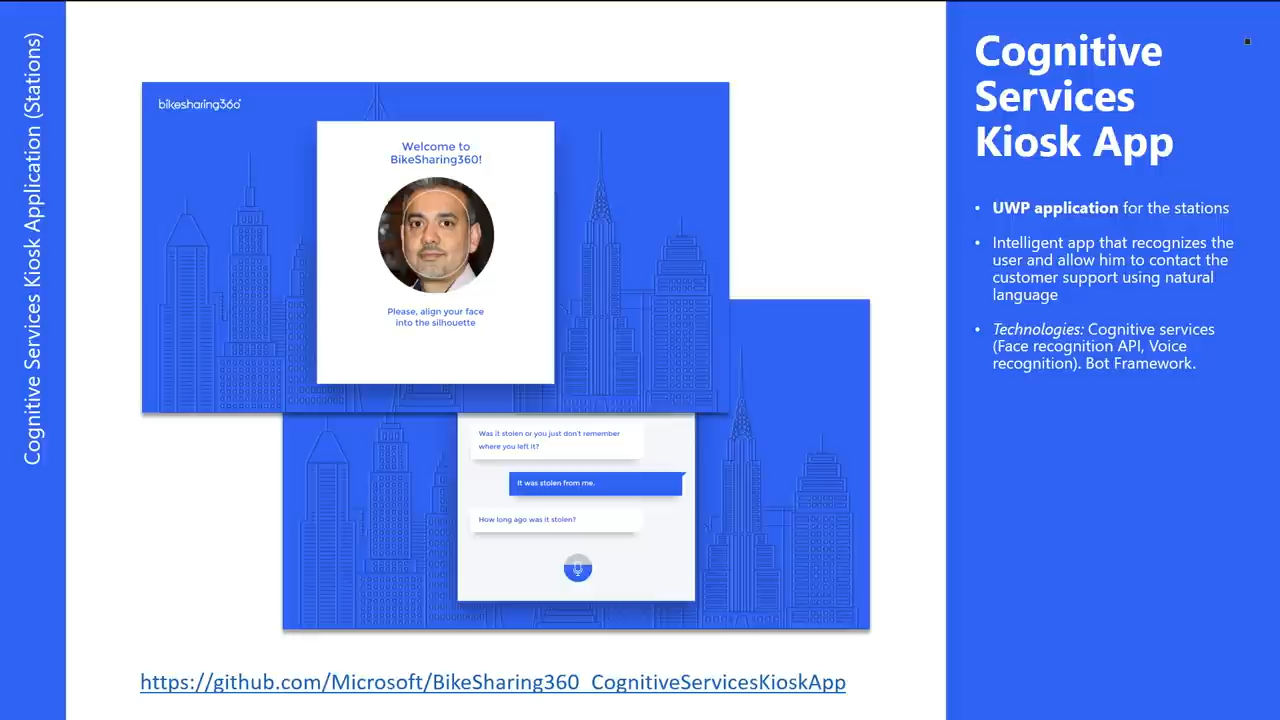 Cognitive Services Kiosk Application (Stations)
bikesharing360°
Welcome to
BikeSharing360!
Please, align your face
into the silhouette
Was it stolen or you just don't remember
where you left it?
It was stolen from me.
How long ago was it stolen?
https://github.com/Microsoft/BikeSharing360_CognitiveServicesKioskApp
Cognitive
Services
Kiosk App
• UWP application for the stations
• Intelligent app that recognizes the
user and allow him to contact the
customer support using natural
language
• Technologies: Cognitive services
(Face recognition API, Voice
recognition). Bot Framework.